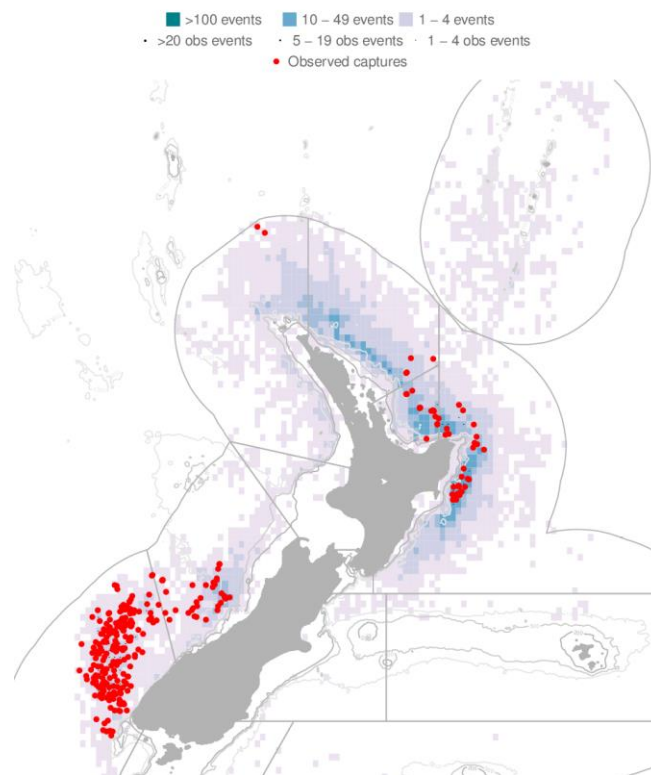 >100 events 10 – 49 events 1 – 4 events
>20 obs events 5 – 19 obs events 1 – 4 obs events
Observed captures